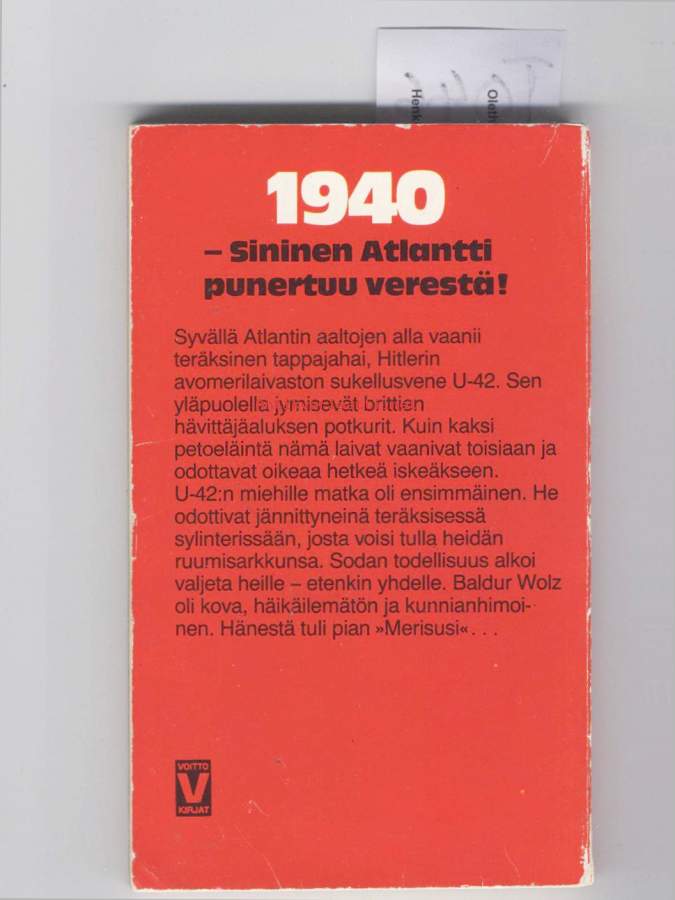 Oleth
Henk
1940
– Sininen Atlantti
punertuu verestä!
Syvällä Atlantin aaltojen alla vaanii
teräksinen tappajahai, Hitlerin
avomerilaivaston sukellusvene U-42. Sen
yläpuolella jymisevät brittien
hävittäjäaluksen potkurit. Kuin kaksi
petoeläintä nämä laivat vaanivat toisiaan ja
odottavat oikeaa hetkeä iskeäkseen.
U-42:n miehille matka oli ensimmäinen. He
odottivat jännittyneinä teräksisessä
sylinterissään, josta voisi tulla heidän
ruumisarkkunsa. Sodan todellisuus alkoi
valjeta heille – etenkin yhdelle. Baldur Wolz
oli kova, häikäilemätön ja kunnianhimoi-
nen. Hänestä tuli pian »Merisusi«. . .
VOITTO
V
KIRJAT